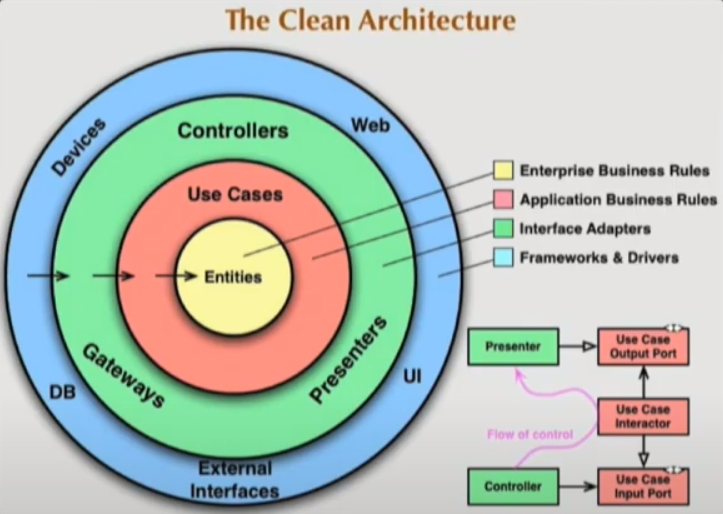 The Clean Architecture
Devices
Controllers
Web
Use Cases
Entities
Gateways
Presenters
DB
UI
External
Interfaces
Enterprise Business Rules
Application Business Rules
Interface Adapters
Frameworks & Drivers
Presenter
Use Case
Output Port
Flow of control
Use Case
Interactor
Controller
Use Case
Input Port